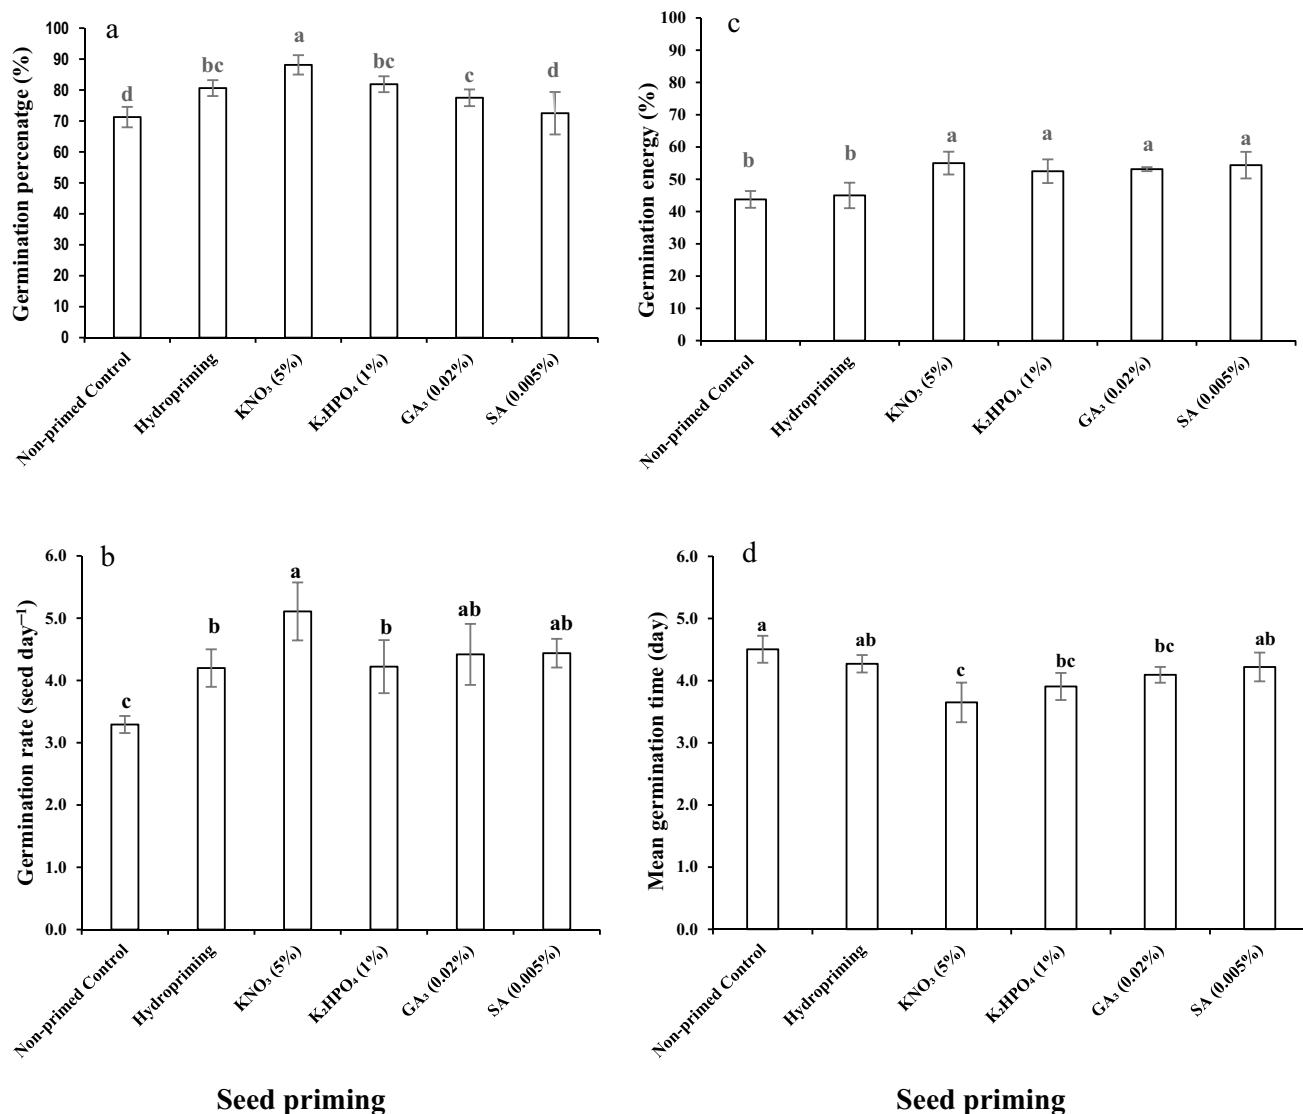 a
Germination percenatge (%)
100
90
80
70
60
50
40
30
20
10
0
d
bc
a
bc
c
d
Non-primed Control
Hydropriming
KNO₃ (5%)
K₂HPO₄ (1%)
GA₃ (0.02%)
SA (0.005%)
c
Germination energy (%)
100
90
80
70
60
50
40
30
20
10
0
b
b
a
a
a
a
Non-primed Control
Hydropriming
KNO₃ (5%)
K₂HPO₄ (1%)
GA₃ (0.02%)
SA (0.005%)
b
Germination rate (seed day⁻¹)
6.0
5.0
4.0
3.0
2.0
1.0
0.0
c
b
a
b
ab
ab
Non-primed Control
Hydropriming
KNO₃ (5%)
K₂HPO₄ (1%)
GA₃ (0.02%)
SA (0.005%)
Seed priming
d
Mean germination time (day)
6.0
5.0
4.0
3.0
2.0
1.0
0.0
a
ab
c
bc
bc
ab
Non-primed Control
Hydropriming
KNO₃ (5%)
K₂HPO₄ (1%)
GA₃ (0.02%)
SA (0.005%)
Seed priming